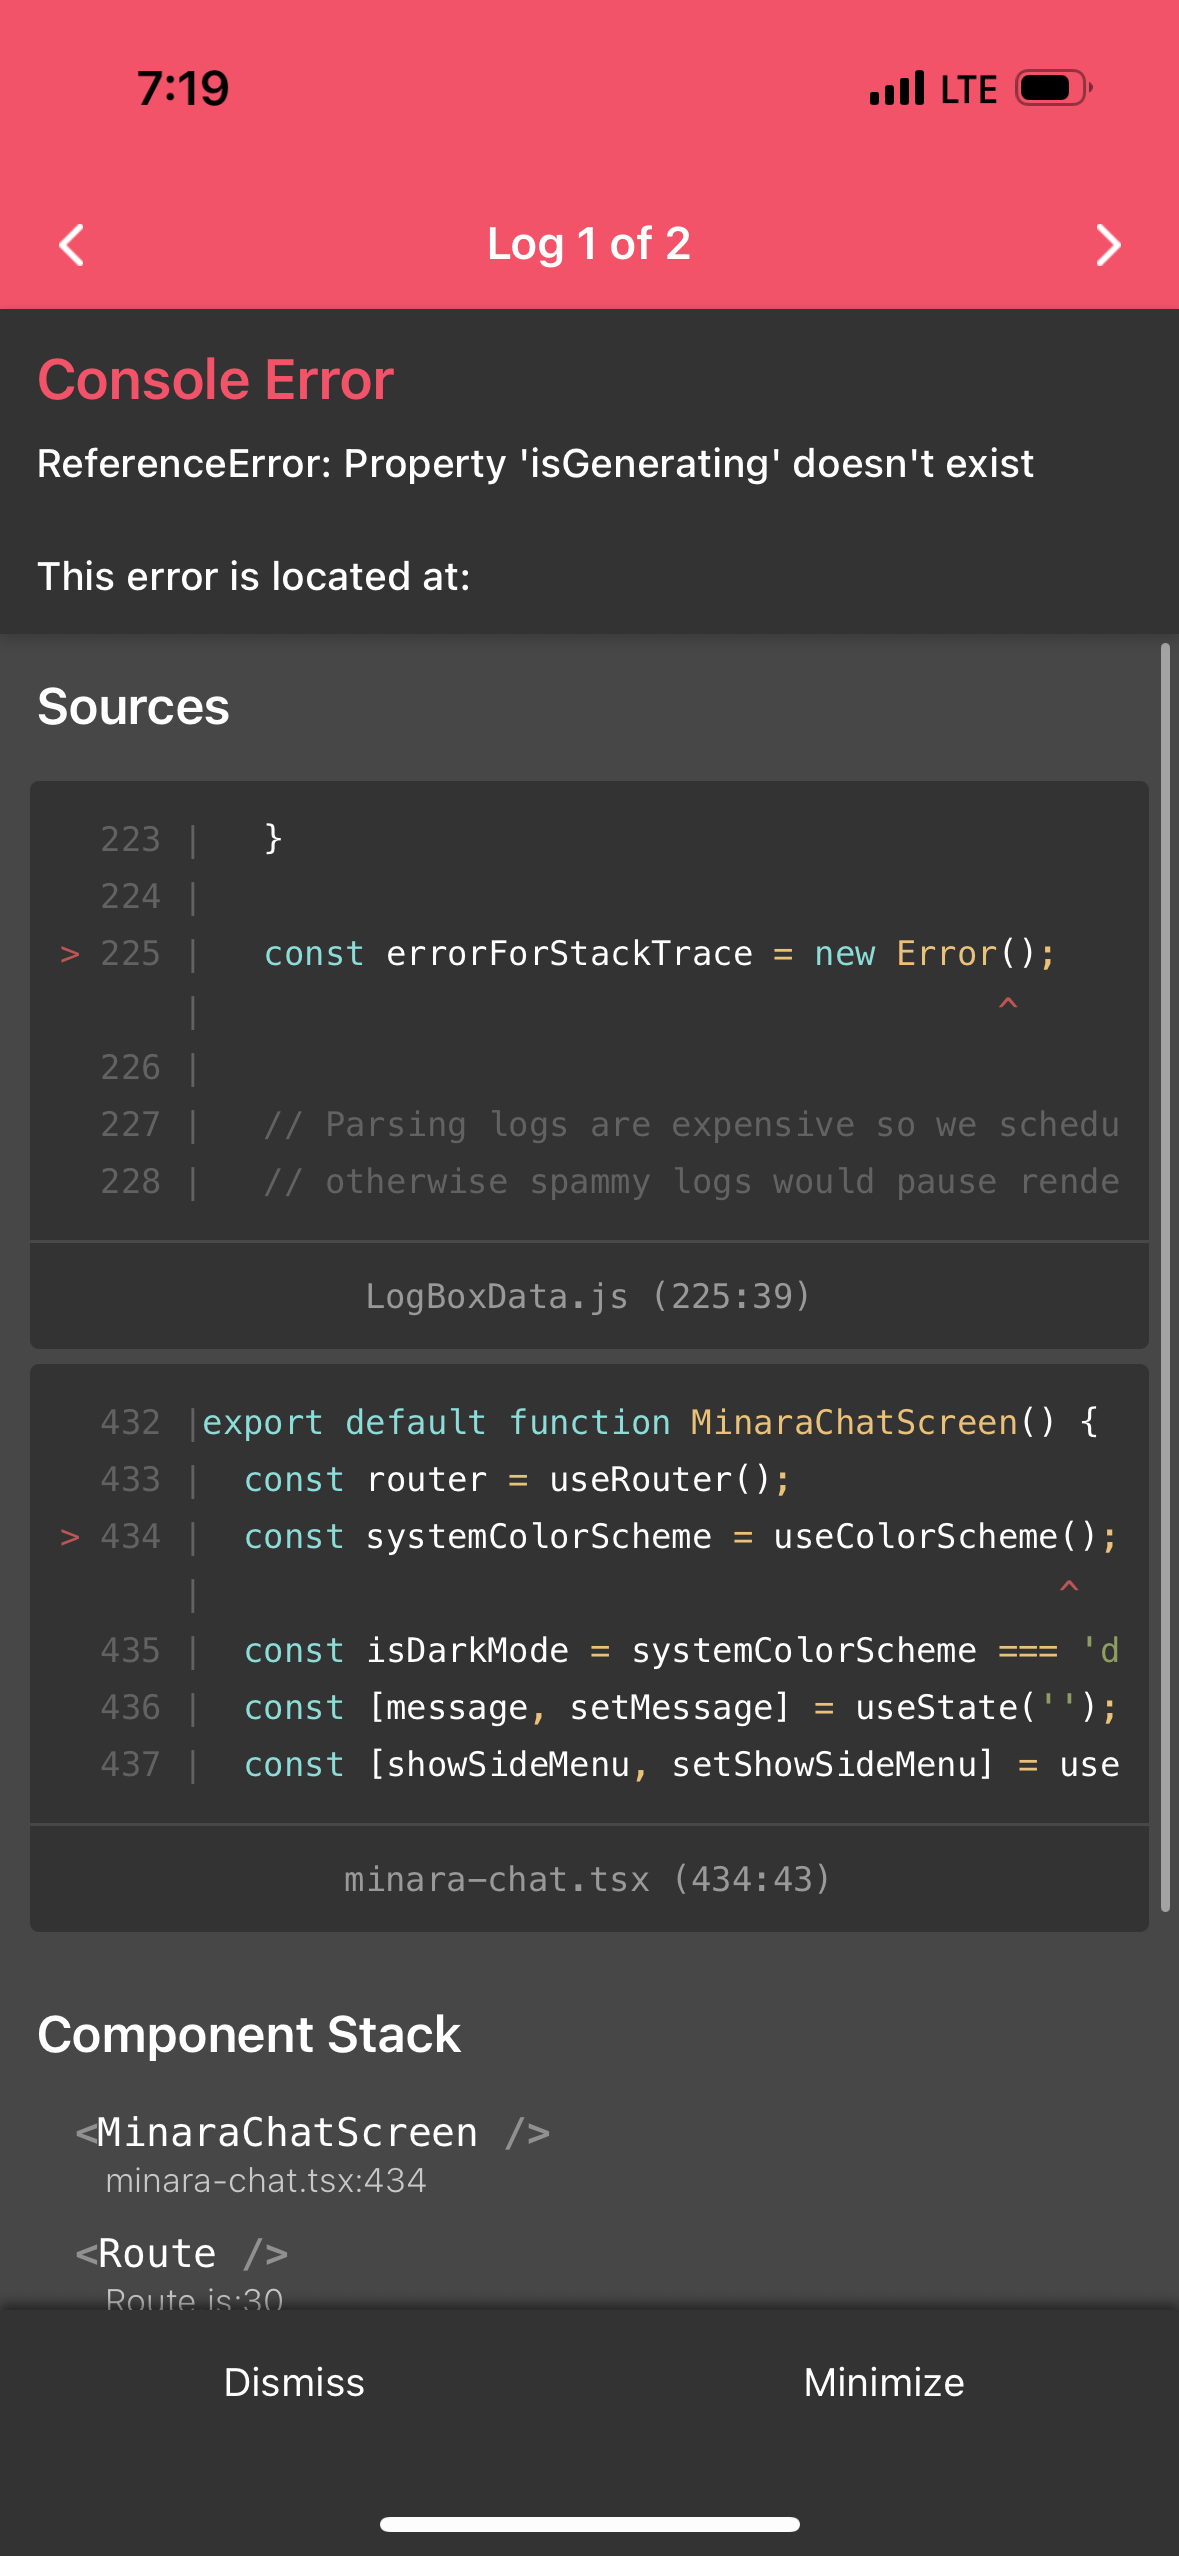 7:19 LTE
Log 1 of 2
Console Error
ReferenceError: Property 'isGenerating' doesn't exist
This error is located at:
Sources
223 |   }
224 |
> 225 |   const errorForStackTrace = new Error();
|                                       ^
226 |
227 |   // Parsing logs are expensive so we schedu
228 |   // otherwise spammy logs would pause rende
LogBoxData.js (225:39)
432 |export default function MinaraChatScreen() {
433 |  const router = useRouter();
> 434 |  const systemColorScheme = useColorScheme();
|                                           ^
435 |  const isDarkMode = systemColorScheme === 'd
436 |  const [message, setMessage] = useState('');
437 |  const [showSideMenu, setShowSideMenu] = use
minara-chat.tsx (434:43)
Component Stack
<MinaraChatScreen />
minara-chat.tsx:434
<Route />
Route.js:30
Dismiss Minimize